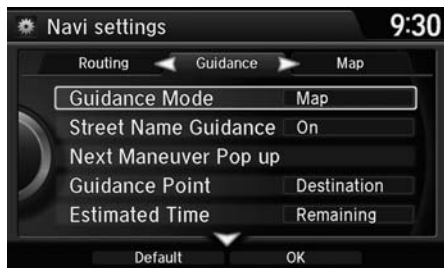 Navi settings 9:30
Routing Guidance Map
Guidance Mode Map
Street Name Guidance On
Next Maneuver Pop up
Guidance Point Destination
Estimated Time Remaining
Default OK